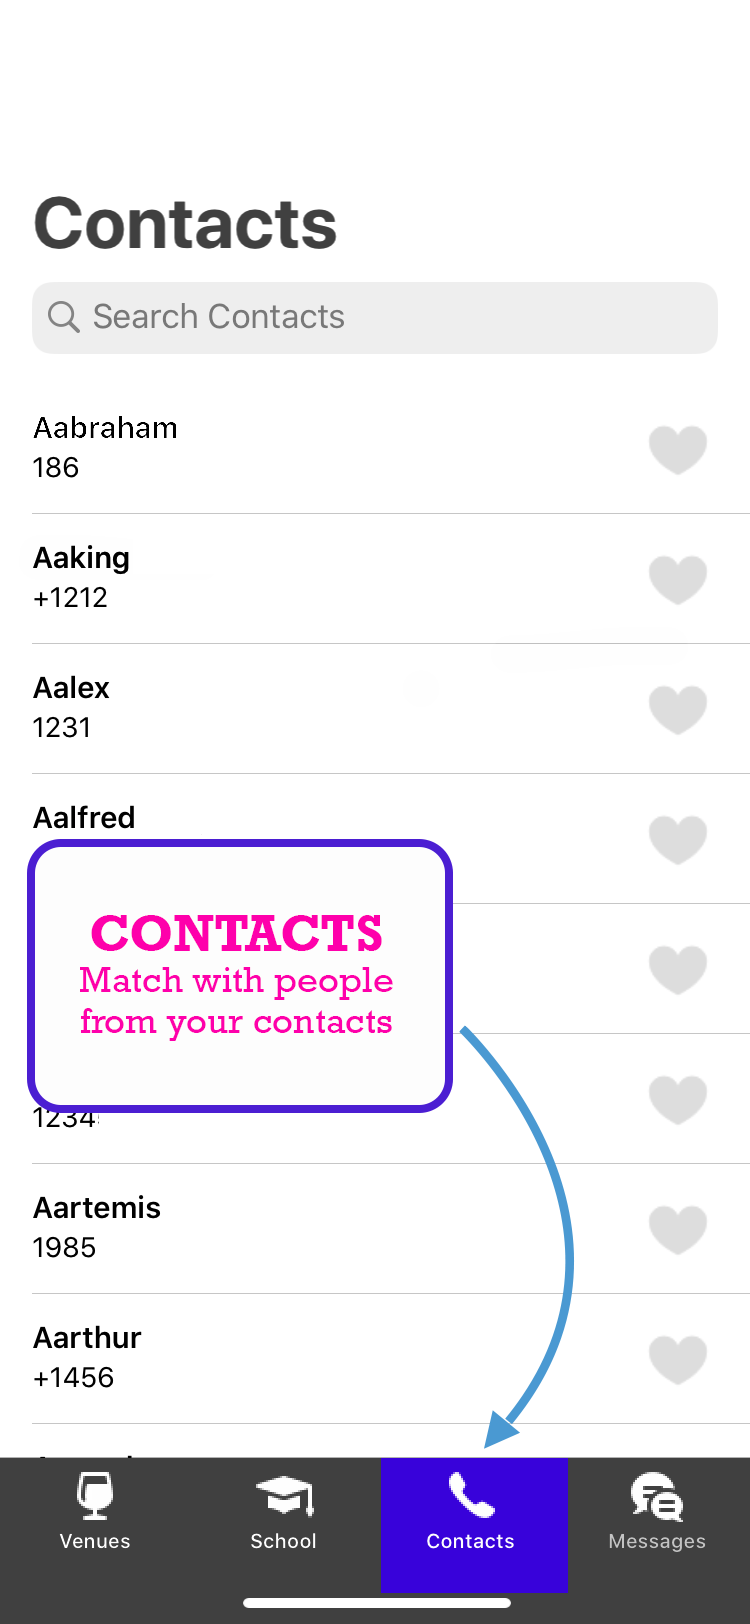 Contacts
Search Contacts
Aabraham
186
Aaking
+1212
Aalex
1231
Aalfred
CONTACTS
Match with people
from your contacts
1234
Aartemis
1985
Aarthur
+1456
Venues
School
Contacts
Messages